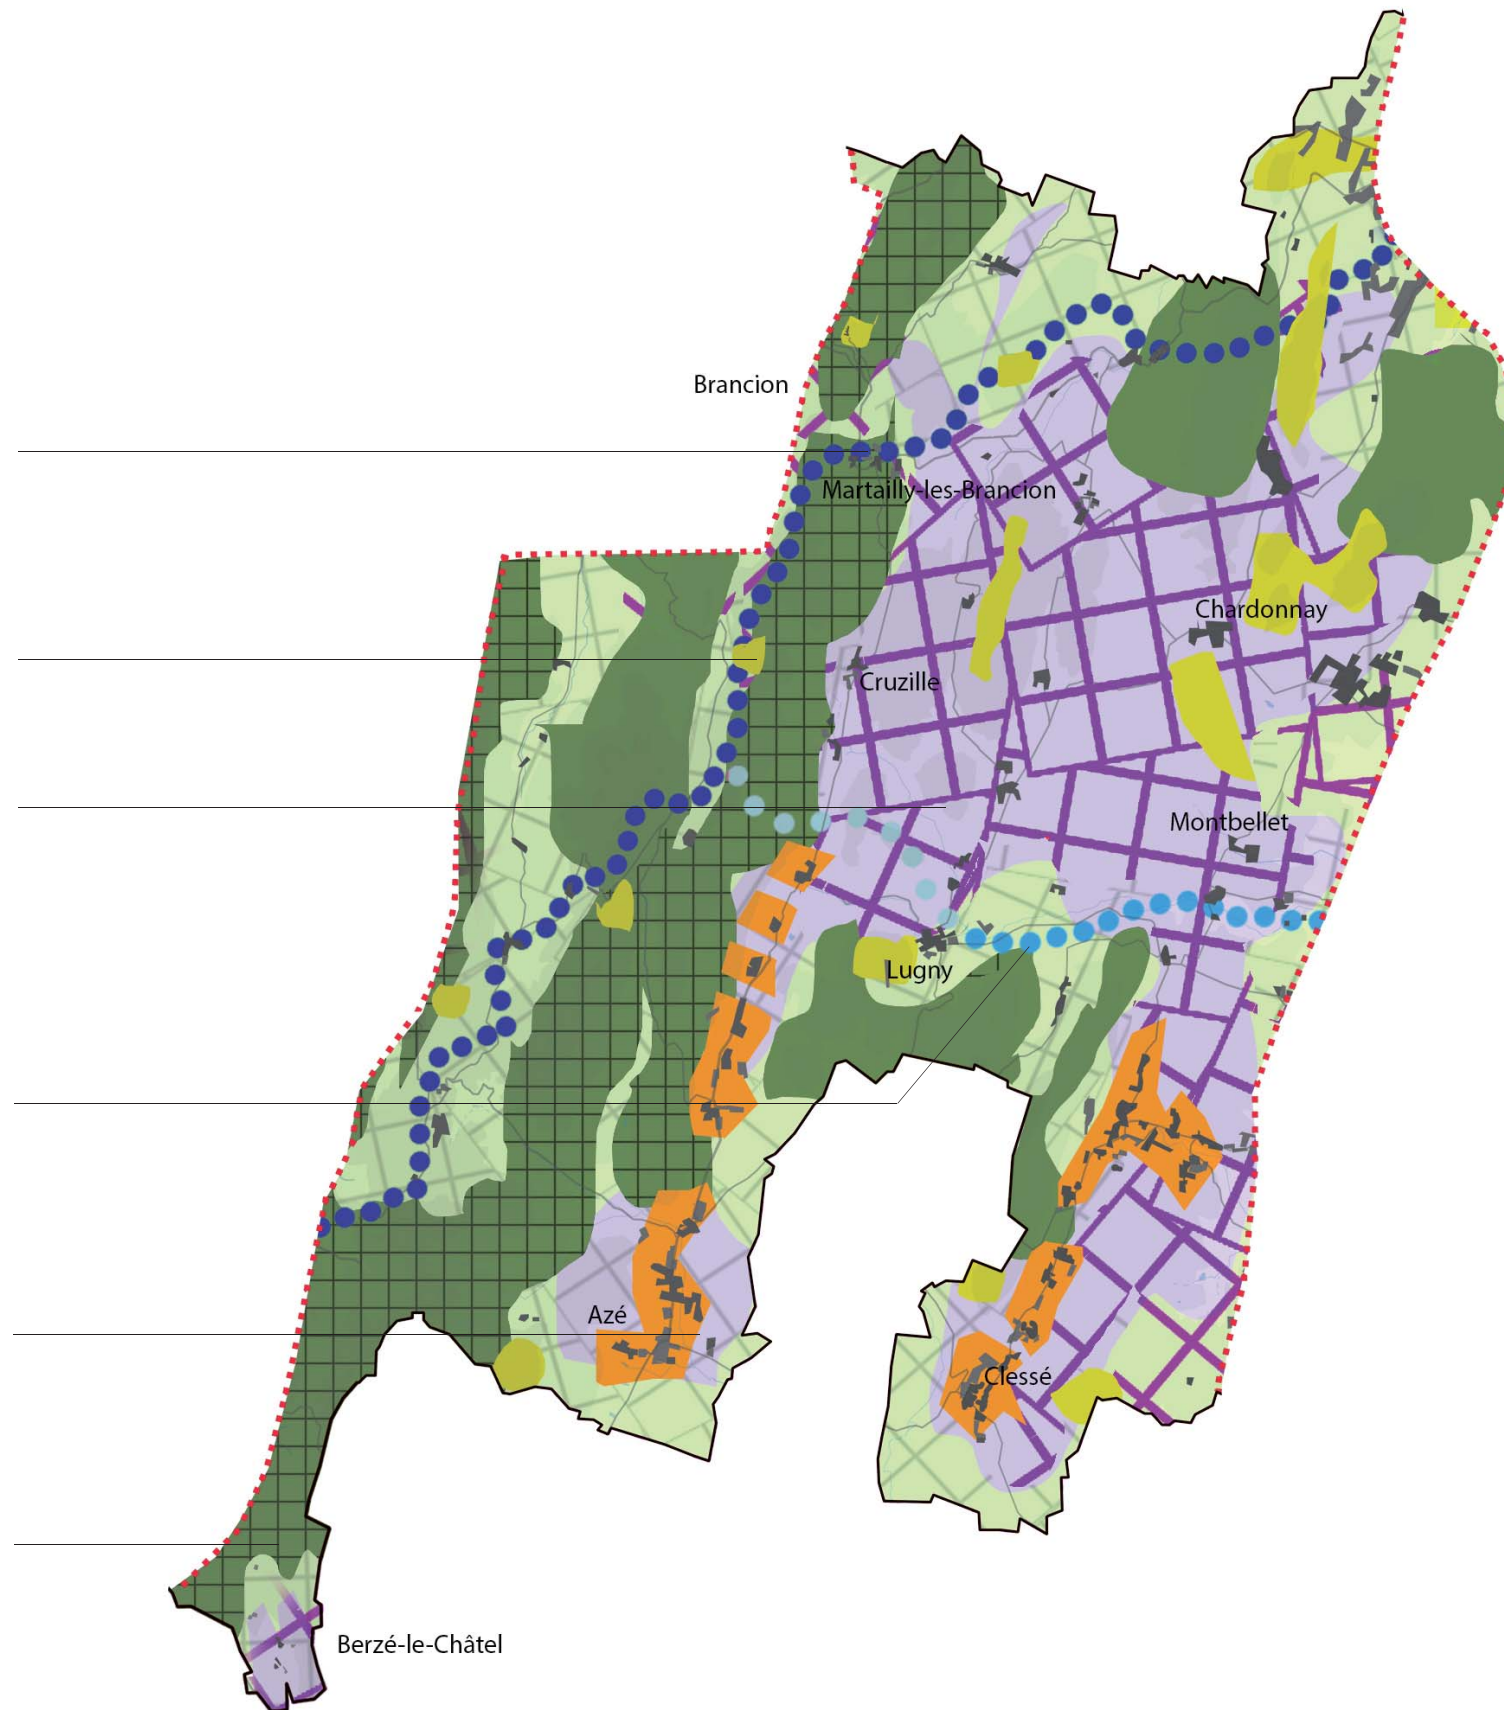 Brancion
Martailly-les-Brancion
Chardonnay
Cruzille
Montbellet
Lugny
Azé
Clessé
Berzé-le-Châtel